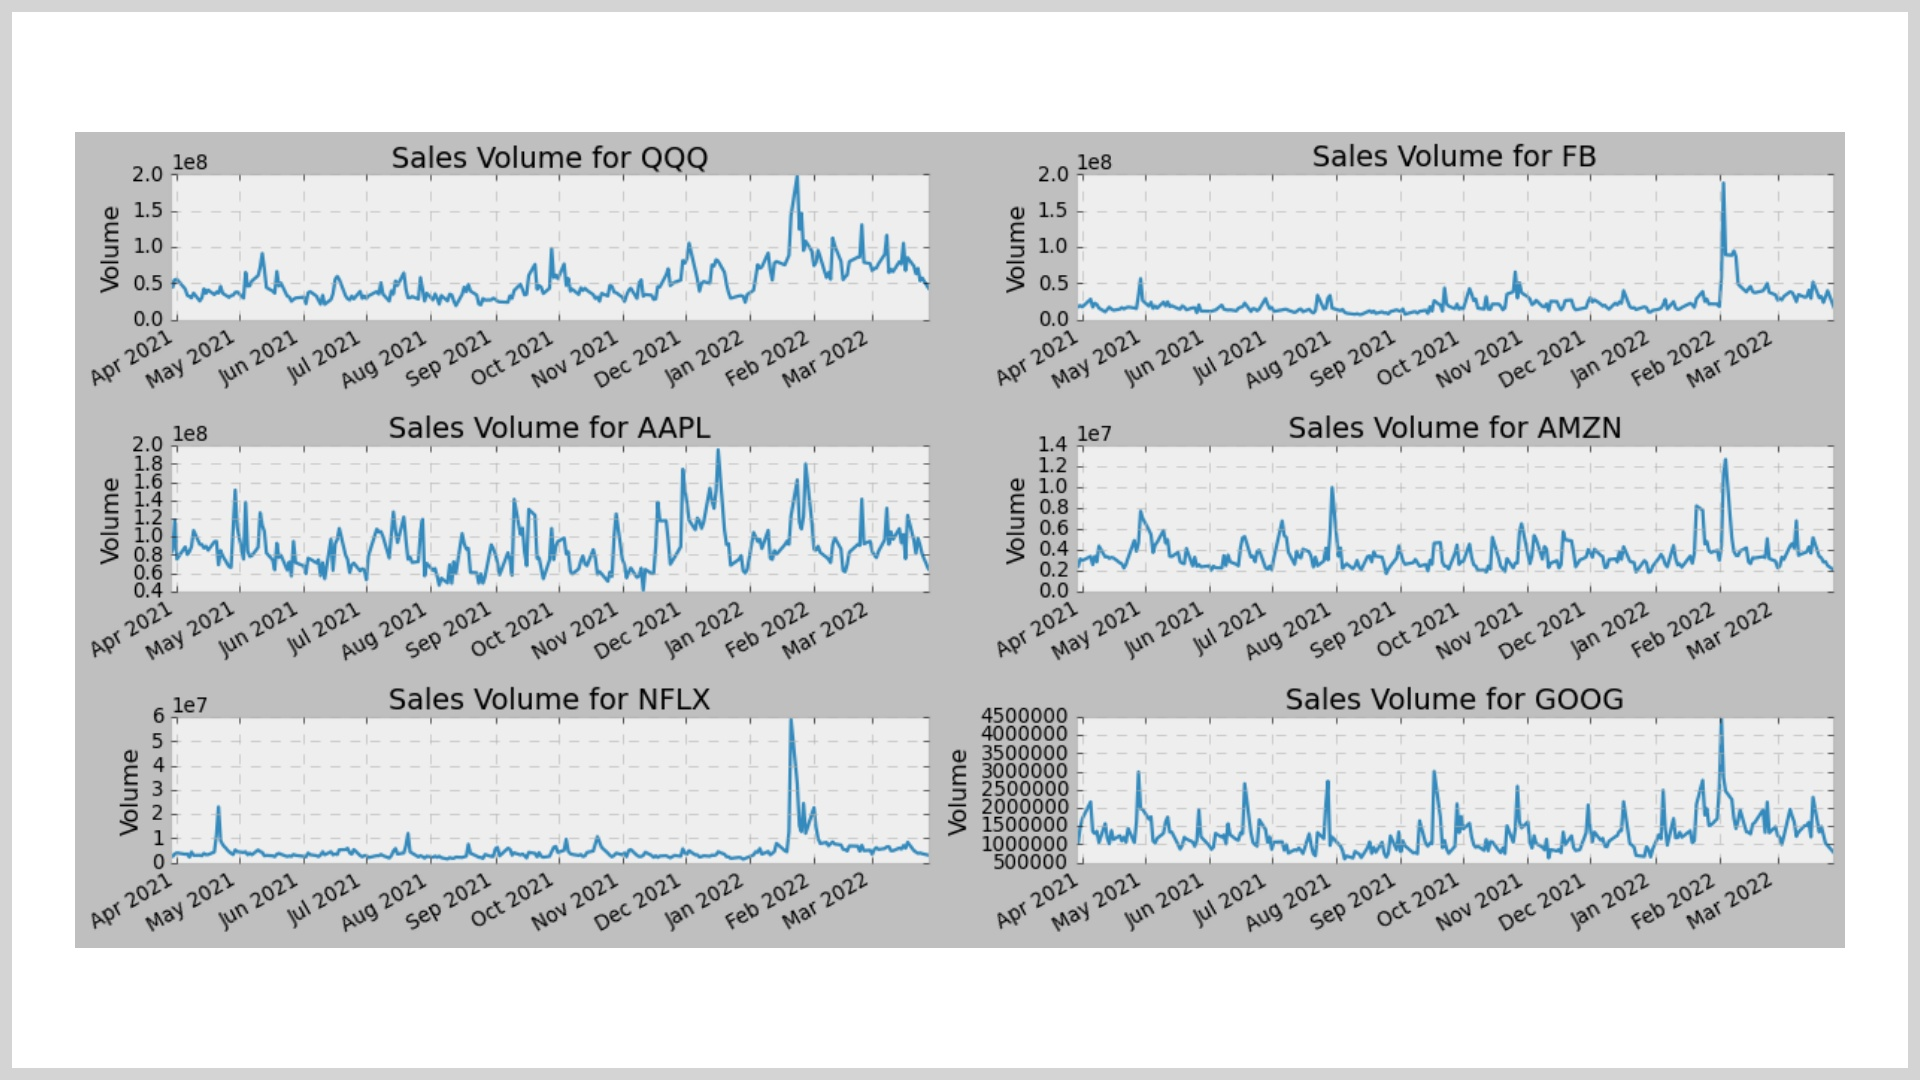 Sales Volume for QQQ
1e8
2.0
1.5
1.0
0.5
0.0
Volume
Apr 2021
May 2021
Jun 2021
Jul 2021
Aug 2021
Sep 2021
Oct 2021
Nov 2021
Dec 2021
Jan 2022
Feb 2022
Mar 2022
Sales Volume for FB
1e8
2.0
1.5
1.0
0.5
0.0
Volume
Apr 2021
May 2021
Jun 2021
Jul 2021
Aug 2021
Sep 2021
Oct 2021
Nov 2021
Dec 2021
Jan 2022
Feb 2022
Mar 2022
Sales Volume for AAPL
1e8
2.0
1.8
1.6
1.4
1.2
1.0
0.8
0.6
0.4
Volume
Apr 2021
May 2021
Jun 2021
Jul 2021
Aug 2021
Sep 2021
Oct 2021
Nov 2021
Dec 2021
Jan 2022
Feb 2022
Mar 2022
Sales Volume for AMZN
1e7
1.4
1.2
1.0
0.8
0.6
0.4
0.2
0.0
Volume
Apr 2021
May 2021
Jun 2021
Jul 2021
Aug 2021
Sep 2021
Oct 2021
Nov 2021
Dec 2021
Jan 2022
Feb 2022
Mar 2022
Sales Volume for NFLX
1e7
6
5
4
3
2
1
0
Volume
Apr 2021
May 2021
Jun 2021
Jul 2021
Aug 2021
Sep 2021
Oct 2021
Nov 2021
Dec 2021
Jan 2022
Feb 2022
Mar 2022
Sales Volume for GOOG
4500000
4000000
3500000
3000000
2500000
2000000
1500000
1000000
500000
Volume
Apr 2021
May 2021
Jun 2021
Jul 2021
Aug 2021
Sep 2021
Oct 2021
Nov 2021
Dec 2021
Jan 2022
Feb 2022
Mar 2022